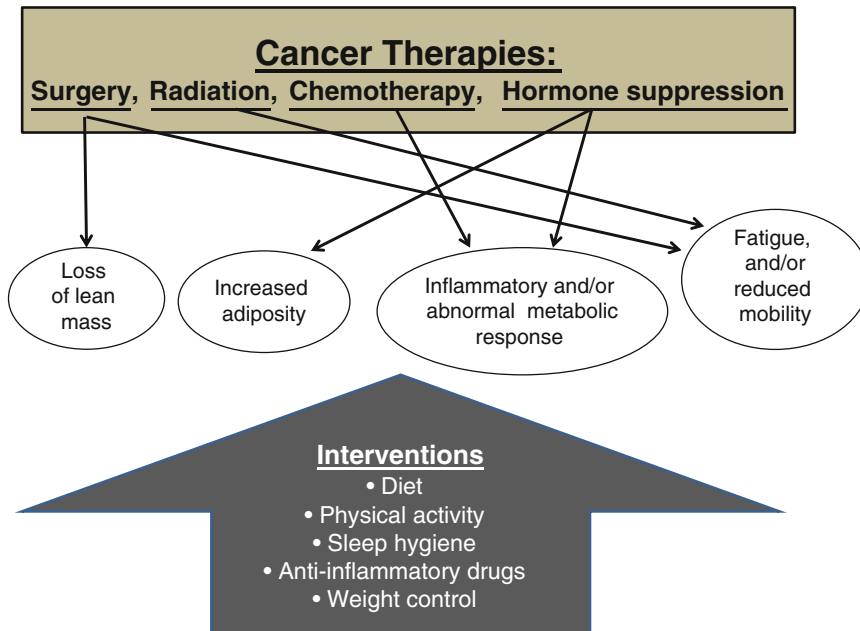 Cancer Therapies:
Surgery, Radiation, Chemotherapy, Hormone suppression
Loss
of lean
mass
Increased
adiposity
Inflammatory and/or
abnormal metabolic
response
Fatigue,
and/or
reduced
mobility
Interventions
• Diet
• Physical activity
• Sleep hygiene
• Anti-inflammatory drugs
• Weight control